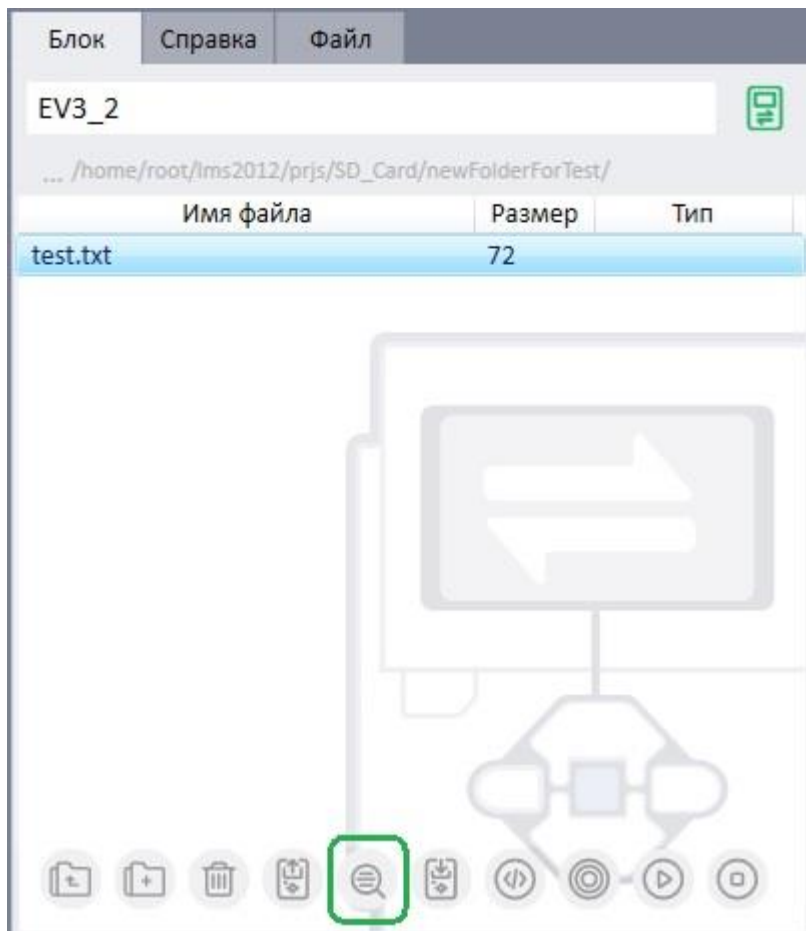 Блок Справка Файл
EV3_2
... /home/root/lms2012/prjs/SD_Card/newFolderForTest/
Имя файла Размер Тип
test.txt 72